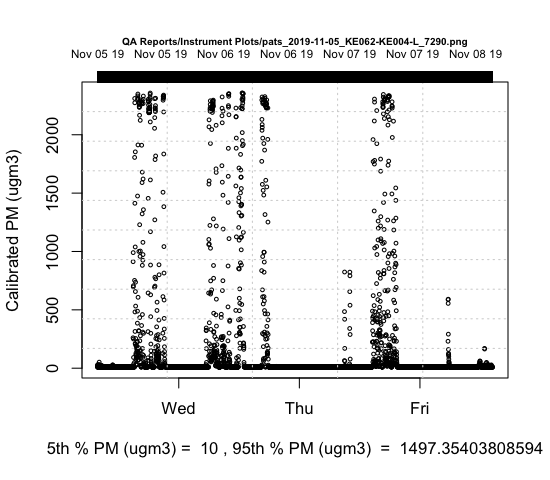 QA Reports/Instrument Plots/pats_2019-11-05_KE062-KE004-L_7290.png
Nov 05 19 Nov 05 19 Nov 06 19 Nov 06 19 Nov 07 19 Nov 07 19 Nov 08 19
Calibrated PM (ugm3)
2000
1500
1000
500
0
Wed Thu Fri
5th % PM (ugm3) = 10 , 95th % PM (ugm3) = 1497.35403808594